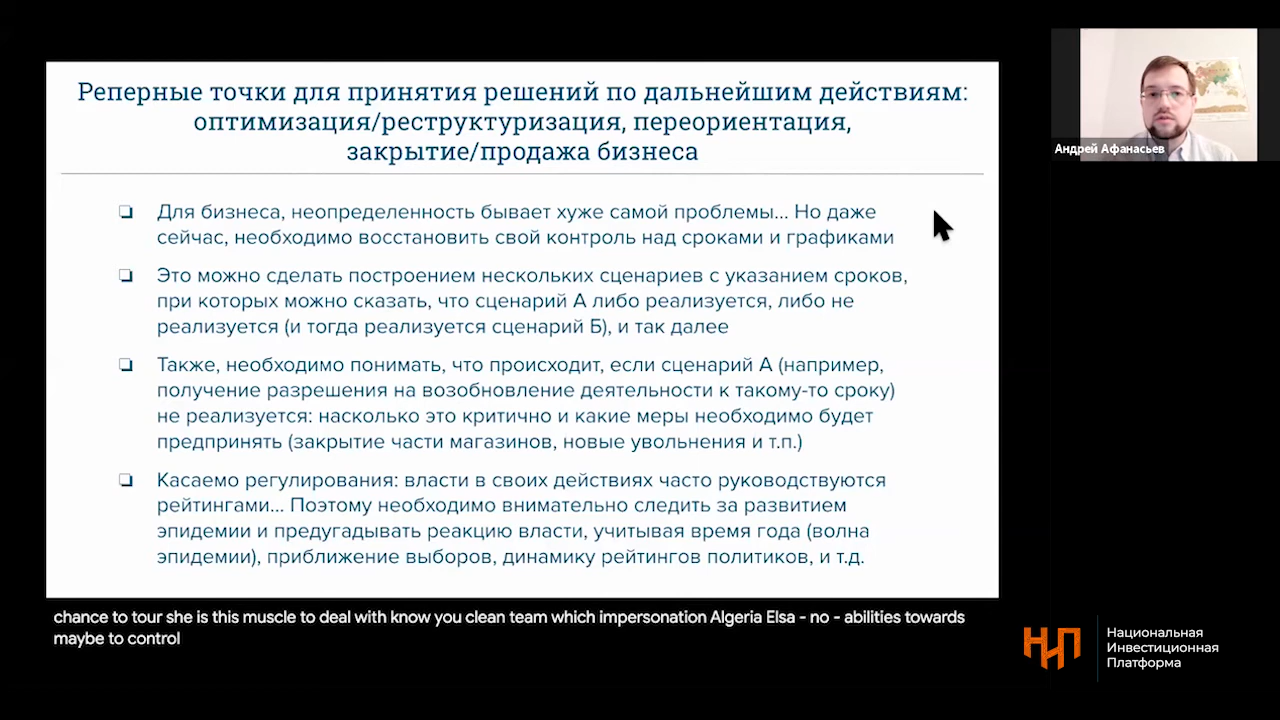 Реперные точки для принятия решений по дальнейшим действиям:
оптимизация/реструктуризация, переориентация,
закрытие/продажа бизнеса
Для бизнеса, неопределенность бывает хуже самой проблемы... Но даже
сейчас, необходимо восстановить свой контроль над сроками и графиками
Это можно сделать построением нескольких сценариев с указанием сроков,
при которых можно сказать, что сценарий А либо реализуется, либо не
реализуется (и тогда реализуется сценарий Б), и так далее
Также, необходимо понимать, что происходит, если сценарий А (например,
получение разрешения на возобновление деятельности к такому-то сроку)
не реализуется: насколько это критично и какие меры необходимо будет
предпринять (закрытие части магазинов, новые увольнения и т.п.)
Касаемо регулирования: власти в своих действиях часто руководствуются
рейтингами... Поэтому необходимо внимательно следить за развитием
эпидемии и предугадывать реакцию власти, учитывая время года (волна
эпидемии), приближение выборов, динамику рейтингов политиков, и т.д.
chance to tour she is this muscle to deal with know you clean team which impersonation Algeria Elsa - no - abilities towards
maybe to control
Андрей Афанасьев
НИП
Национальная
Инвестиционная
Платформа